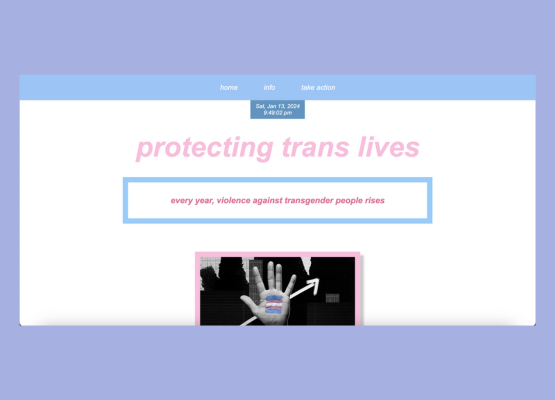 home info take action
Sat, Jan 13, 2024
9:49:02 pm
protecting trans lives
every year, violence against transgender people rises